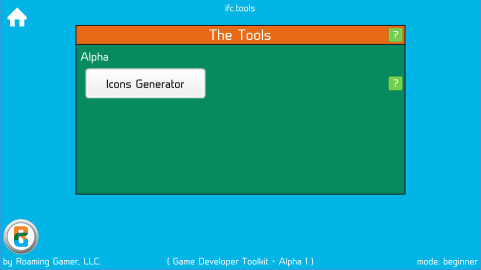 ifc.tools
The Tools ?
Alpha
Icons Generator ?
by Roaming Gamer, LLC. ( Game Developer Toolkit - Alpha 1 ) mode: beginner